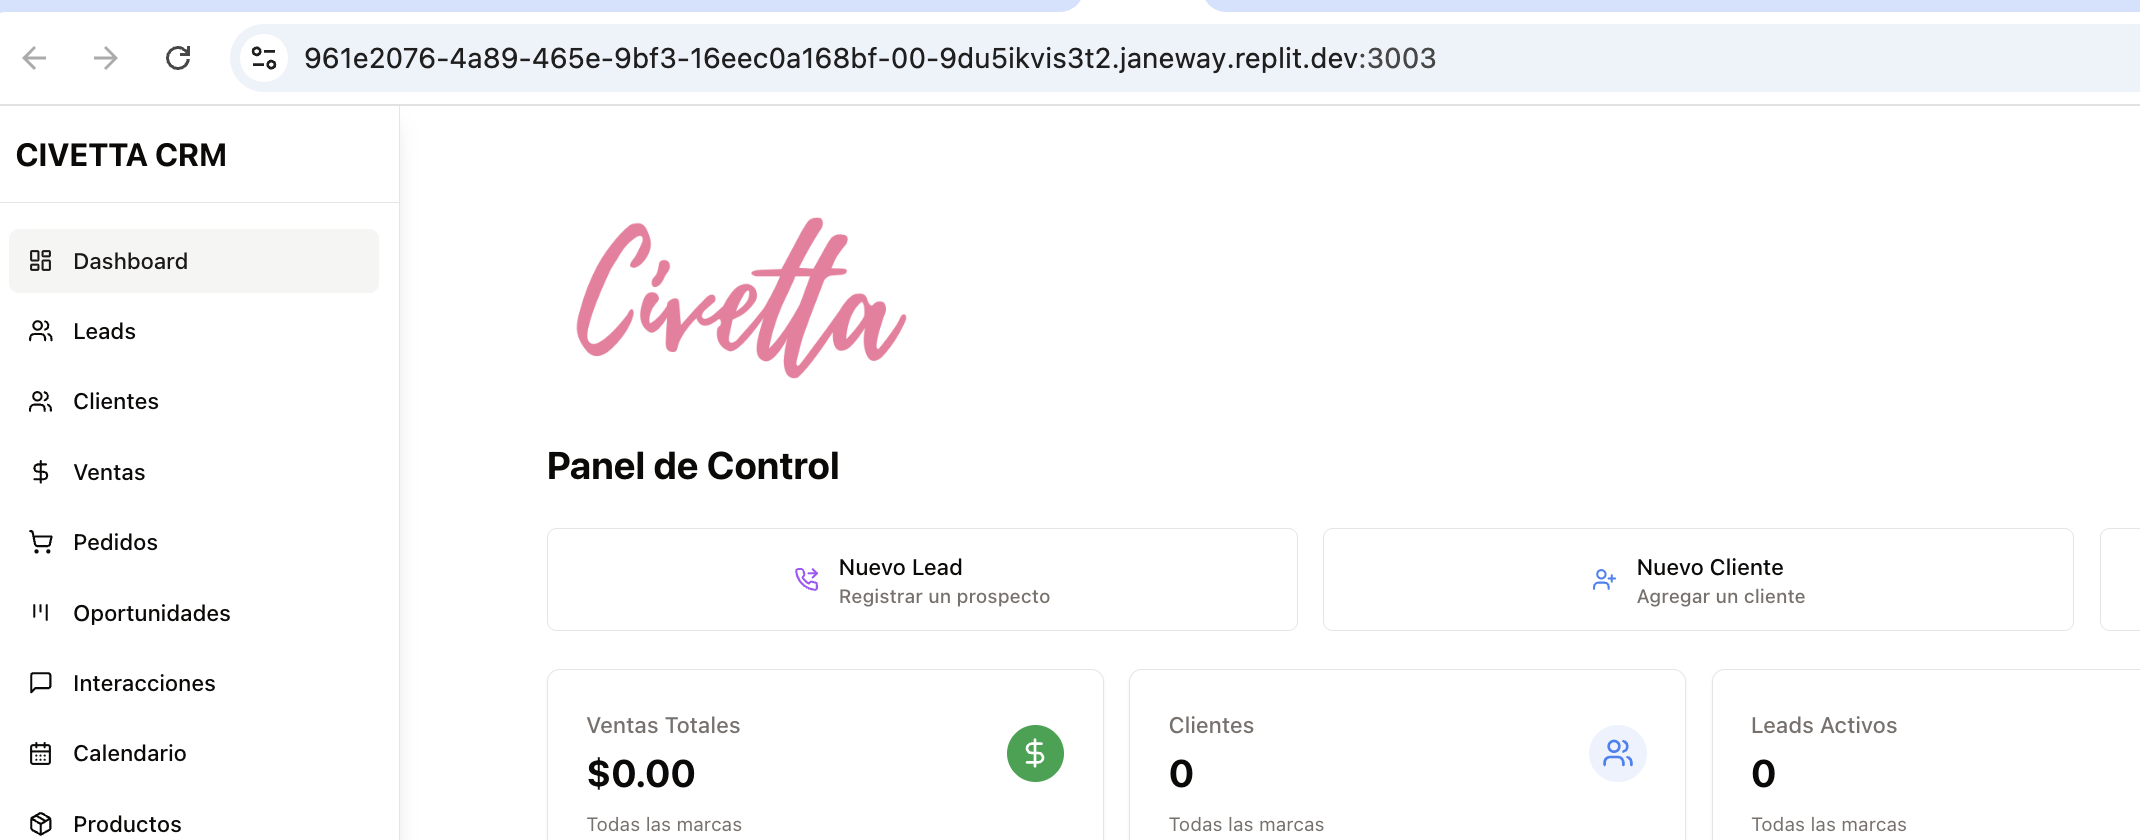 961e2076-4a89-465e-9bf3-16eec0a168bf-00-9du5ikvis3t2.janeway.replit.dev:3003
CIVETTA CRM
Dashboard
Leads
Clientes
Ventas
Pedidos
Oportunidades
Interacciones
Calendario
Productos
Civetta
Panel de Control
Nuevo Lead
Registrar un prospecto
Nuevo Cliente
Agregar un cliente
Ventas Totales
$0.00
Todas las marcas
Clientes
0
Todas las marcas
Leads Activos
0
Todas las marcas